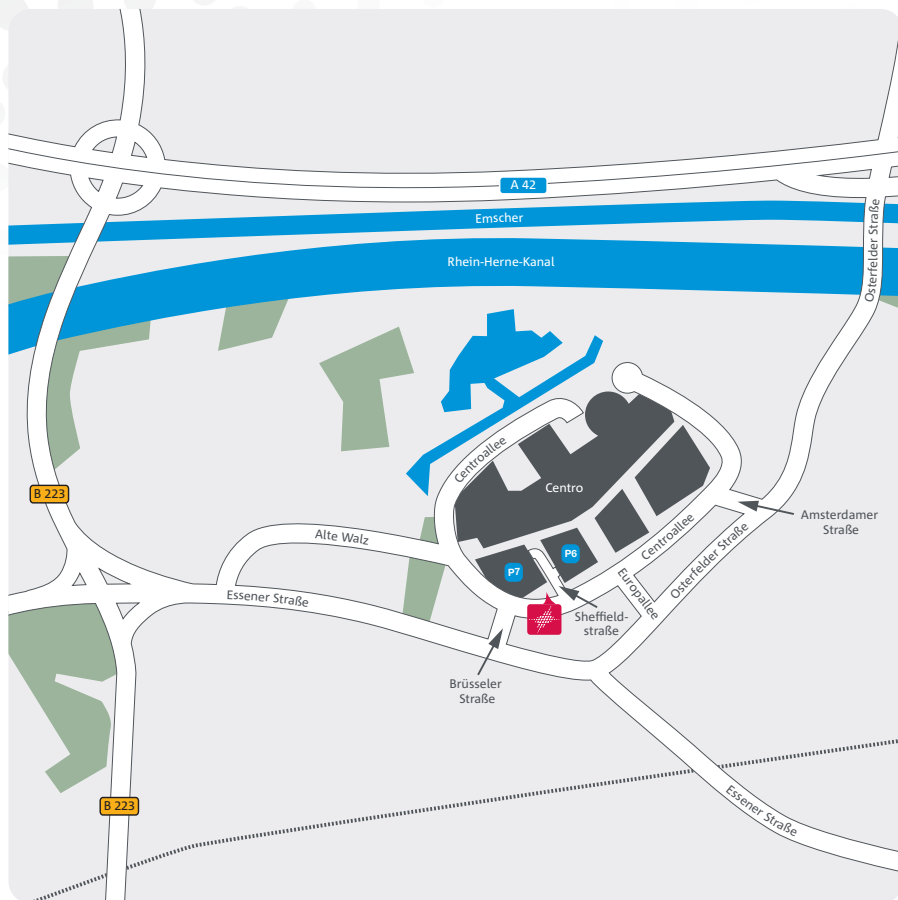 A 42
Emscher
Osterfelder Straße
Rhein-Herne-Kanal
Centroallee
Centro
B 223
Amsterdamer
Straße
Centroallee
Alte Walz
Osterfelder Straße
P6
P7
Europallee
Essener Straße
Sheffield-
straße
Brüsseler
Straße
B 223
Essener Straße